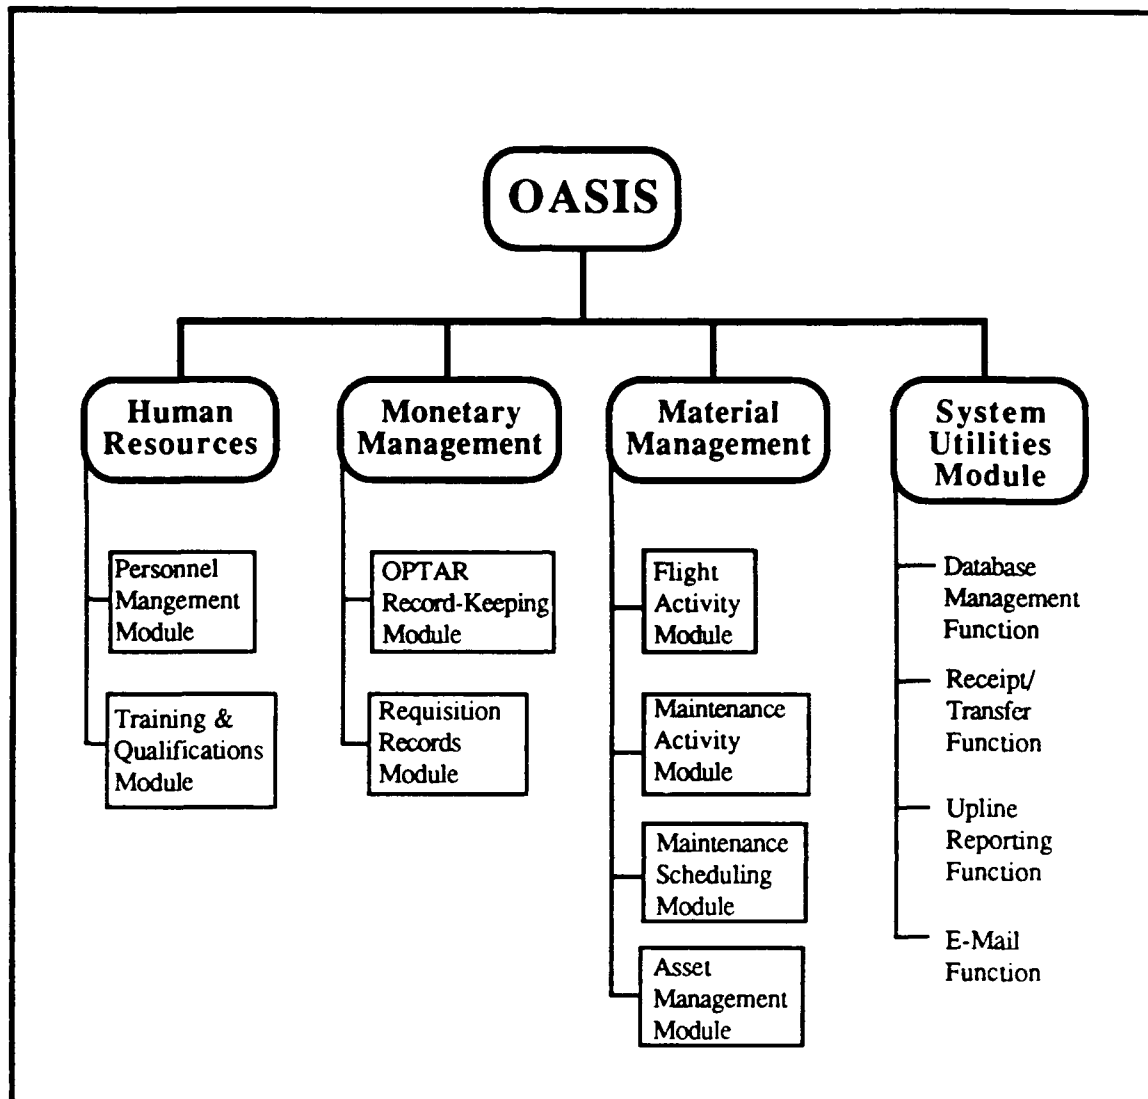 OASIS
Human
Resources
Monetary
Management
Material
Management
System
Utilities
Module
Personnel
Mangement
Module
Training &
Qualifications
Module
OPTAR
Record-Keeping
Module
Requisition
Records
Module
Flight
Activity
Module
Maintenance
Activity
Module
Maintenance
Scheduling
Module
Asset
Management
Module
Database
Management
Function
Receipt/
Transfer
Function
Upline
Reporting
Function
E-Mail
Function